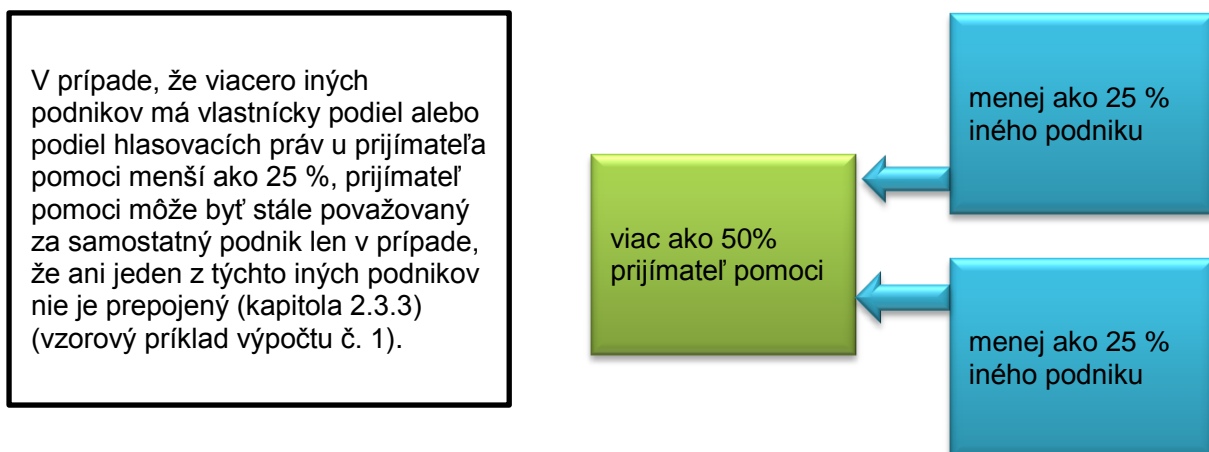 V prípade, že viacero iných
podnikov má vlastnícky podiel alebo
podiel hlasovacích práv u prijímateľa
pomoci menší ako 25 %, prijímateľ
pomoci môže byť stále považovaný
za samostatný podnik len v prípade,
že ani jeden z týchto iných podnikov
nie je prepojený (kapitola 2.3.3)
(vzorový príklad výpočtu č. 1).
viac ako 50%
prijímateľ pomoci
menej ako 25 %
iného podniku
menej ako 25 %
iného podniku